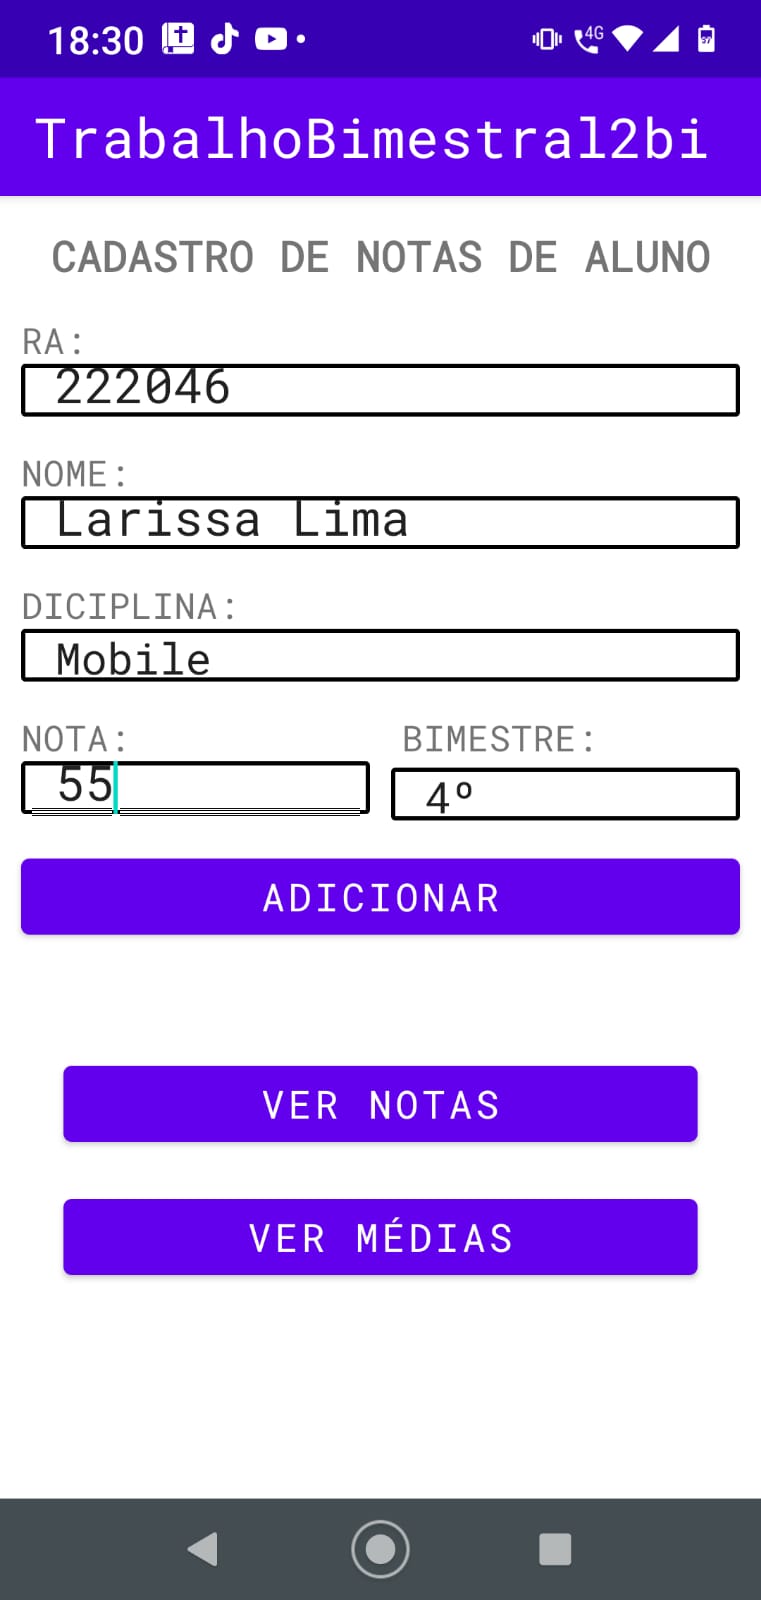 18:30
4G
TrabalhoBimestral2bi
CADASTRO DE NOTAS DE ALUNO
RA:
222046
NOME:
Larissa Lima
DICIPLINA:
Mobile
NOTA: BIMESTRE:
55 4º
ADICIONAR
VER NOTAS
VER MÉDIAS